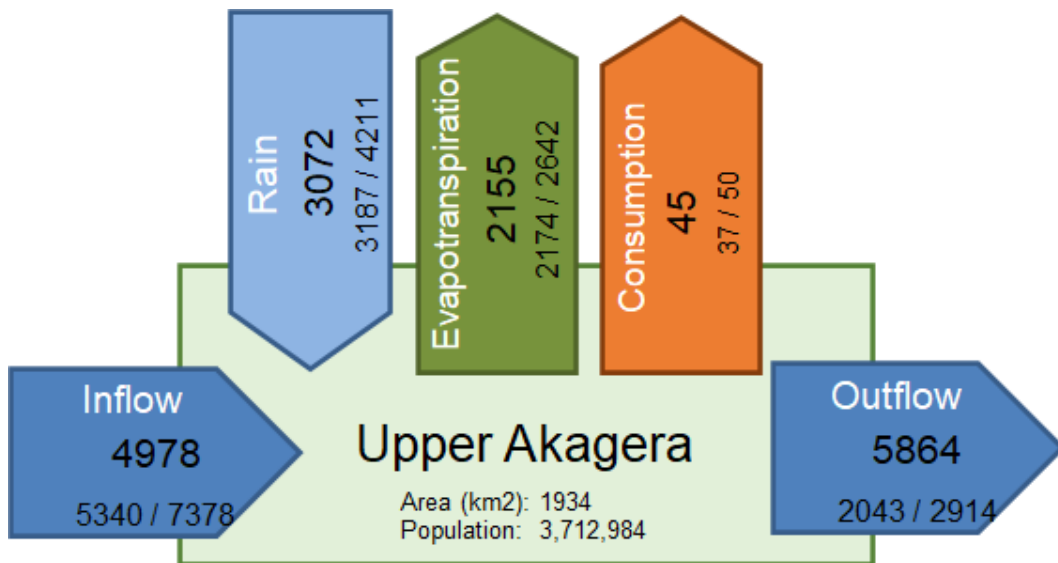 Rain
3072
3187 / 4211
Evapotranspiration
2155
2174 / 2642
Consumption
45
37 / 50
Inflow
4978
5340 / 7378
Upper Akagera
Area (km2): 1934
Population: 3,712,984
Outflow
5864
2043 / 2914